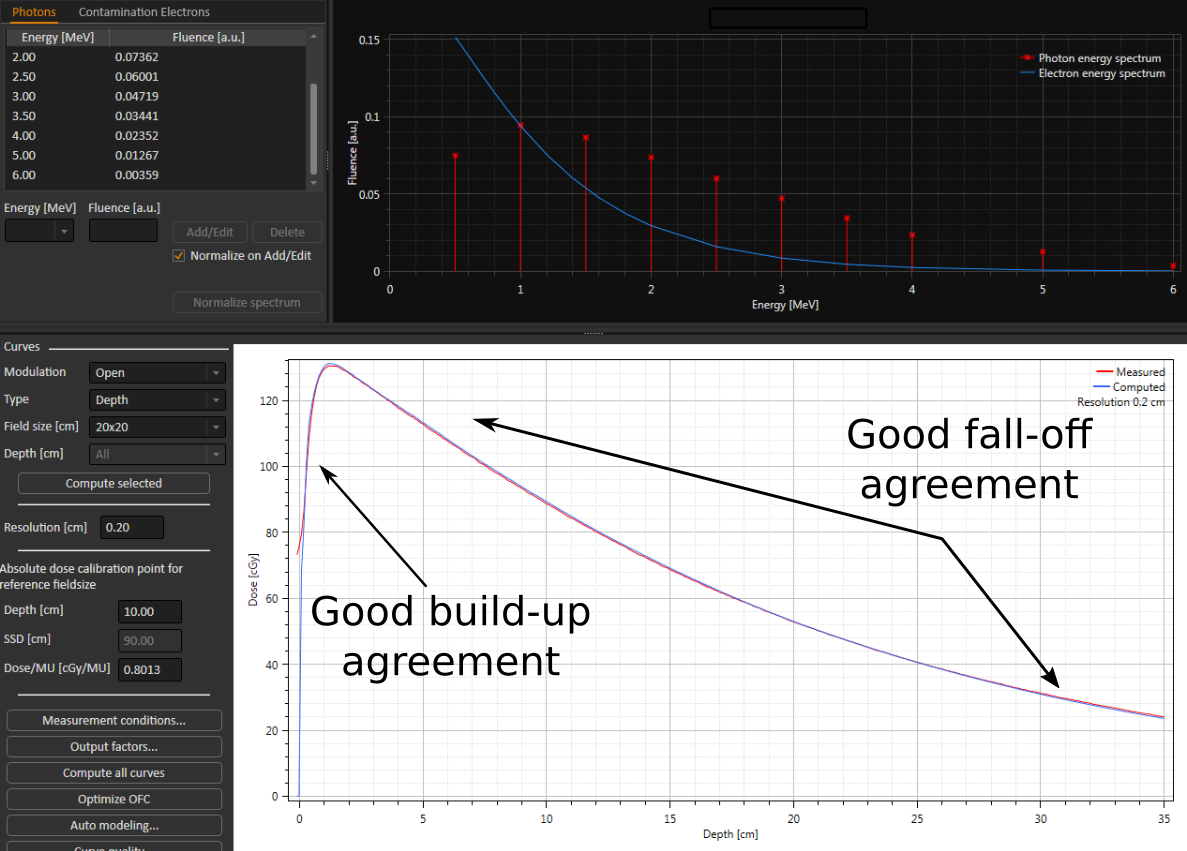 Photons Contamination Electrons
Energy [MeV] Fluence [a.u.]
2.00 0.07362
2.50 0.06001
3.00 0.04719
3.50 0.03441
4.00 0.02352
5.00 0.01267
6.00 0.00359
Energy [MeV] Fluence [a.u.]
Add/Edit Delete
Normalize on Add/Edit
Normalize spectrum
Photon energy spectrum
Electron energy spectrum
Fluence [a.u.]
0.15
0.1
0.05
0
0 1 2 3 4 5 6
Energy [MeV]
Curves
Modulation Open
Type Depth
Field size [cm] 20x20
Depth [cm] All
Compute selected
Resolution [cm] 0.20
Absolute dose calibration point for
reference fieldsize
Depth [cm] 10.00
SSD [cm] 90.00
Dose/MU [cGy/MU] 0.8013
Measurement conditions...
Output factors...
Compute all curves
Optimize OFC
Auto modeling...
Curve quality
Measured
Computed
Resolution 0.2 cm
Good fall-off
agreement
Good build-up
agreement
Dose [cGy]
120
100
80
60
40
20
0
0 5 10 15 20 25 30 35
Depth [cm]